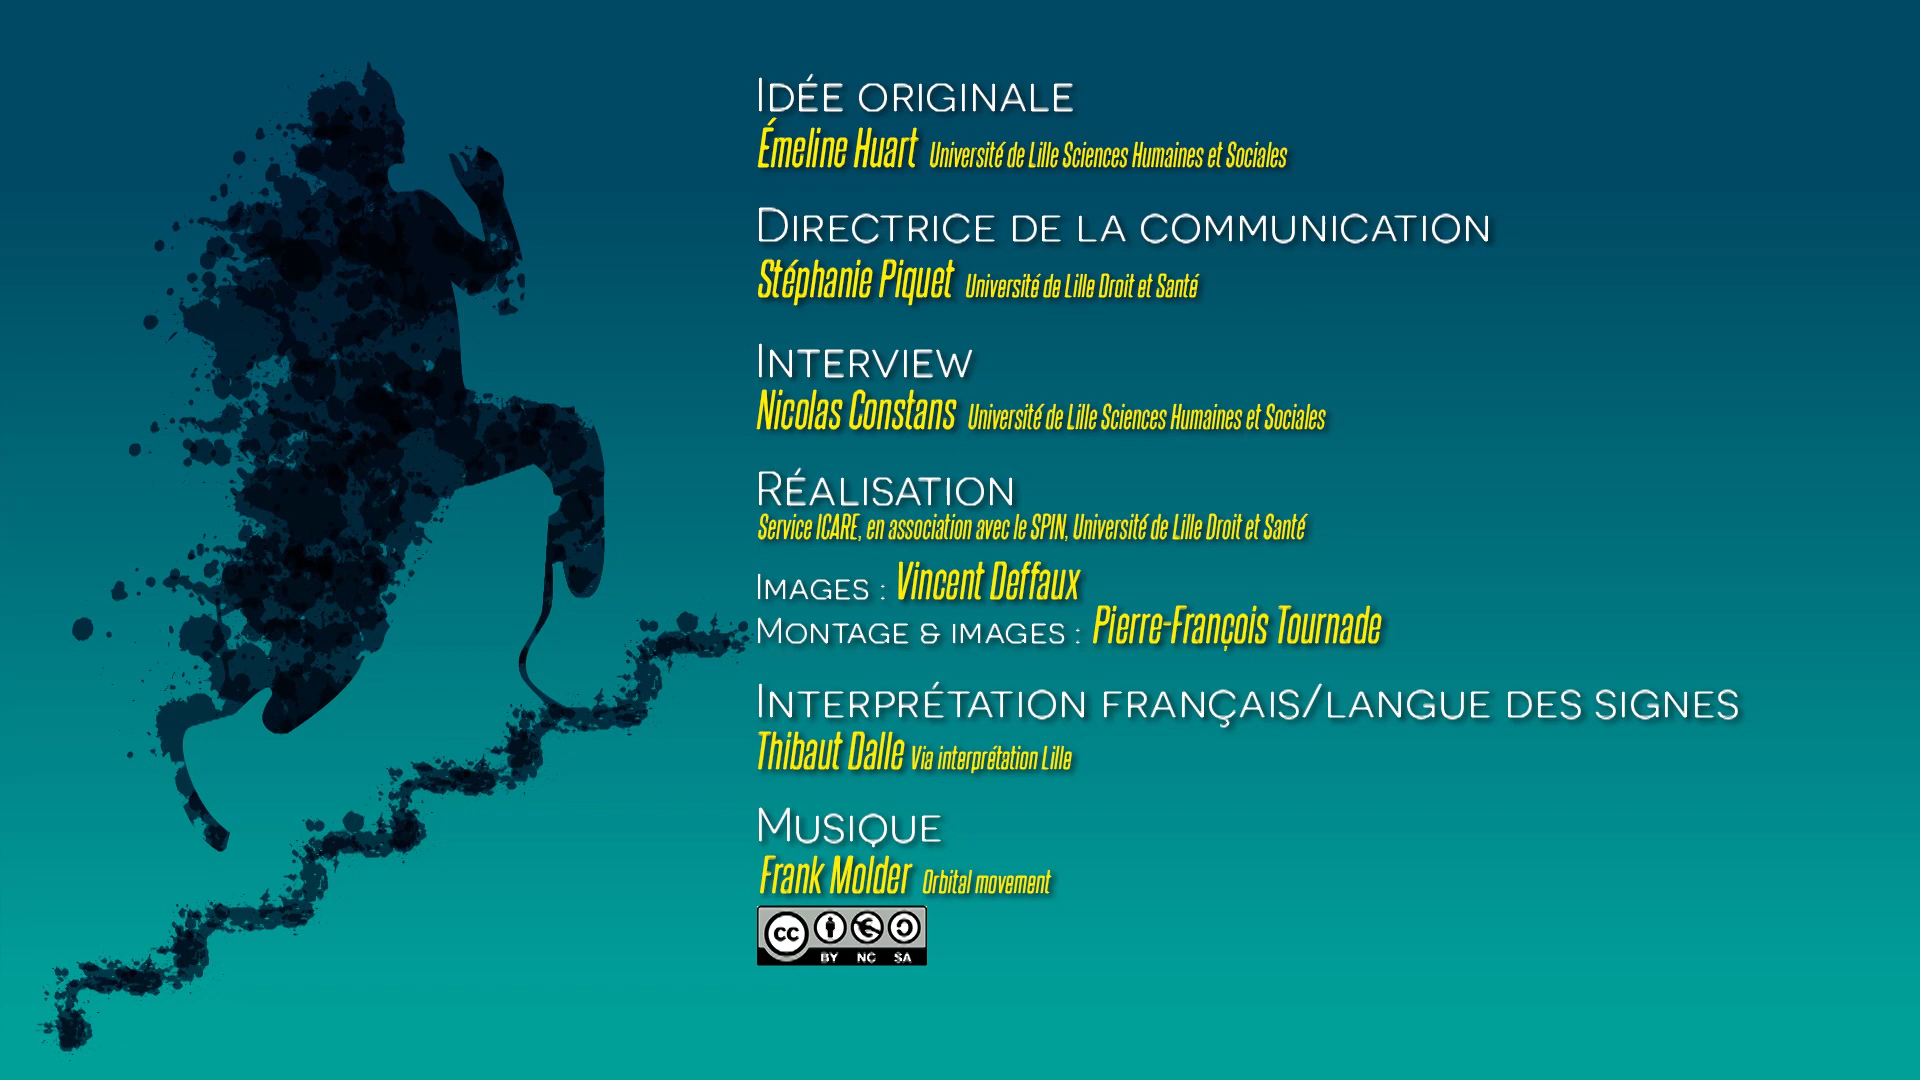 Idée originale
Émeline Huart Université de Lille Sciences Humaines et Sociales
Directrice de la communication
Stéphanie Piquet Université de Lille Droit et Santé
Interview
Nicolas Constans Université de Lille Sciences Humaines et Sociales
Réalisation
Service ICARE, en association avec le SPIN, Université de Lille Droit et Santé
Images : Vincent Deffaux
Montage & images : Pierre-François Tournade
Interprétation français/langue des signes
Thibaut Dalle Via interprétation Lille
Musique
Frank Molder Orbital movement
cc BY NC SA